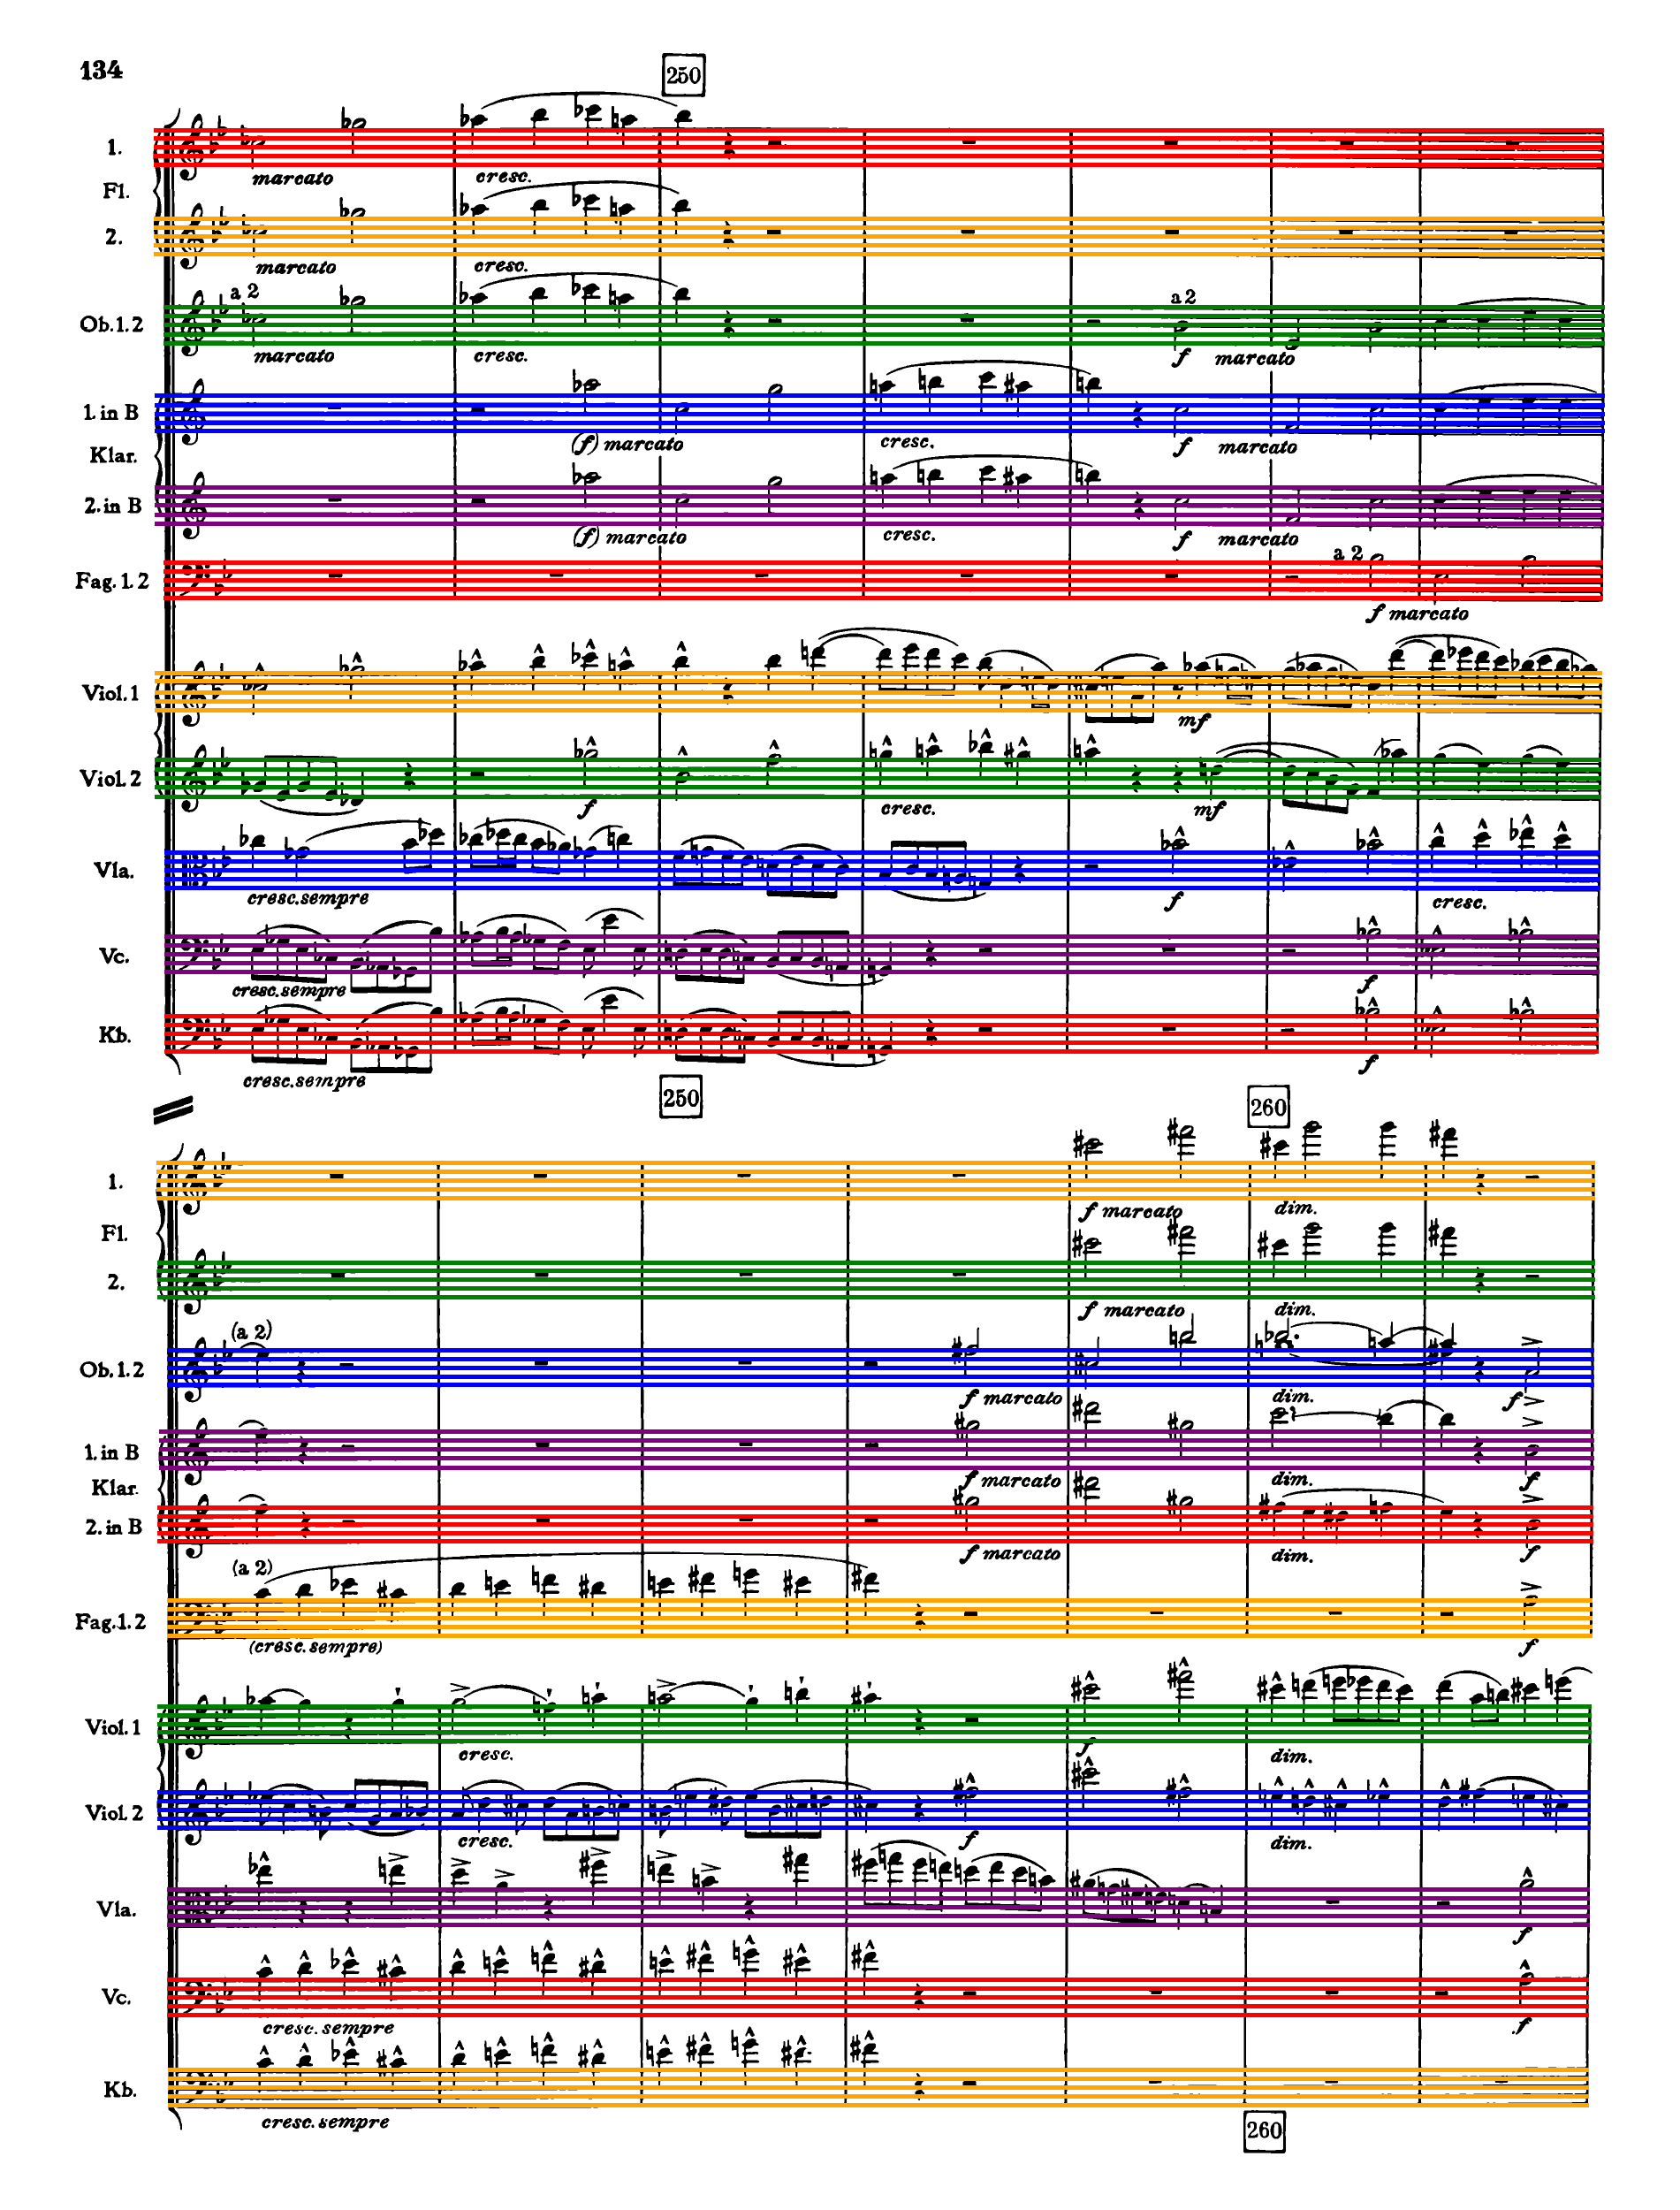 134
250
1.
marcato cresc.
Fl.
2.
marcato cresc.
a 2 a 2
Ob.1.2
marcato cresc. f marcato
1. in B
(f) marcato cresc. f marcato
Klar.
2. in B
(f) marcato cresc. f marcato
a 2
Fag. 1. 2
f marcato
Viol. 1
mf
Viol. 2
f cresc. mf
Vla.
cresc. sempre f cresc.
Vc.
cresc. sempre f
Kb.
cresc. sempre f
250 260
1.
f marcato dim.
Fl.
2.
f marcato dim.
(a 2)
Ob. 1. 2
f marcato dim. f
1. in B
f marcato dim. f
Klar.
2. in B
f marcato dim. f
(a 2)
Fag. 1. 2
(cresc. sempre) f
Viol. 1
cresc. f dim.
Viol. 2
cresc. f dim.
Vla.
f
Vc.
cresc. sempre f
Kb.
cresc. sempre
260